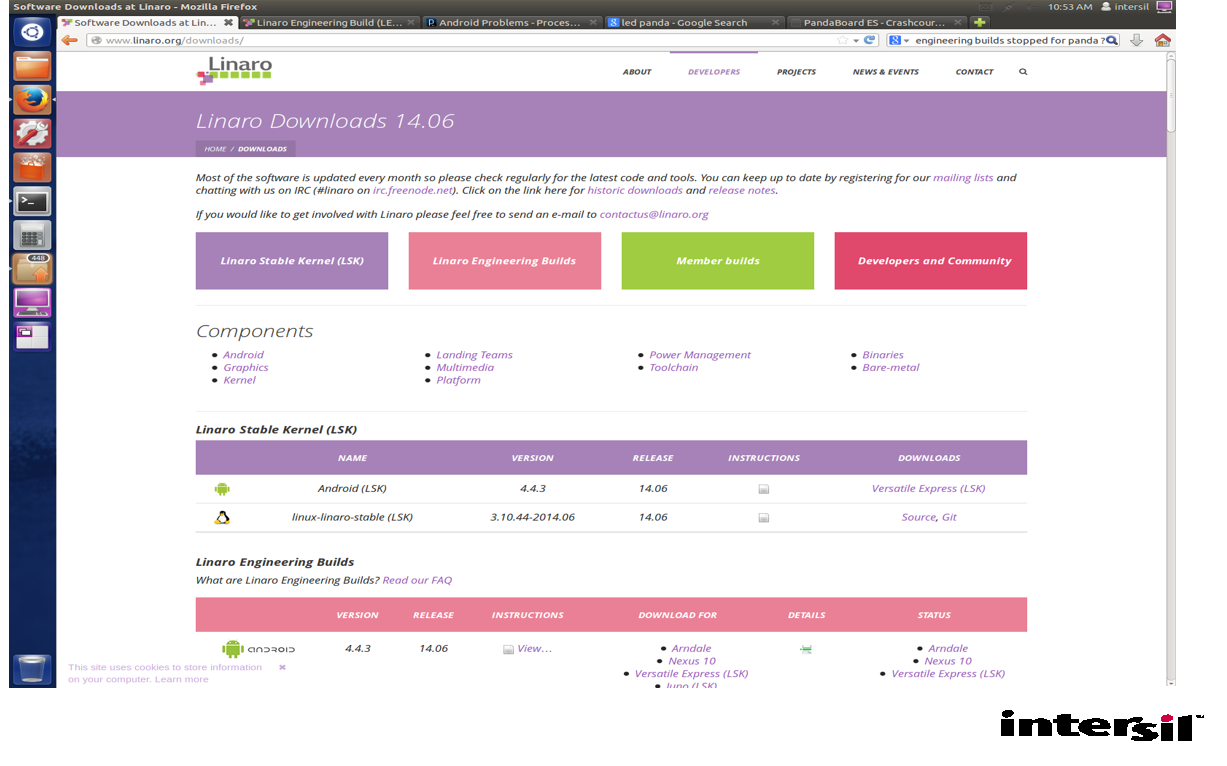 Software Downloads at Linaro - Mozilla Firefox
10:53 AM intersil
Software Downloads at Lin...
Linaro Engineering Build (LE...
Android Problems - Proces...
led panda - Google Search
PandaBoard ES - Crashcour...
www.linaro.org/downloads/
engineering builds stopped for panda ?
Linaro
ABOUT DEVELOPERS PROJECTS NEWS & EVENTS CONTACT
Linaro Downloads 14.06
HOME / DOWNLOADS
Most of the software is updated every month so please check regularly for the latest code and tools. You can keep up to date by registering for our mailing lists and
chatting with us on IRC (#linaro on irc.freenode.net). Click on the link here for historic downloads and release notes.
If you would like to get involved with Linaro please feel free to send an e-mail to contactus@linaro.org
Linaro Stable Kernel (LSK) Linaro Engineering Builds Member builds Developers and Community
448
Components
Android Landing Teams Power Management Binaries
Graphics Multimedia Toolchain Bare-metal
Kernel Platform
Linaro Stable Kernel (LSK)
NAME VERSION RELEASE INSTRUCTIONS DOWNLOADS
Android (LSK) 4.4.3 14.06 Versatile Express (LSK)
linux-linaro-stable (LSK) 3.10.44-2014.06 14.06 Source, Git
Linaro Engineering Builds
What are Linaro Engineering Builds? Read our FAQ
VERSION RELEASE INSTRUCTIONS DOWNLOAD FOR DETAILS STATUS
android 4.4.3 14.06 View... Arndale Arndale
Nexus 10 Nexus 10
Versatile Express (LSK) Versatile Express (LSK)
Juno (LSK)
This site uses cookies to store information
on your computer. Learn more
intersil